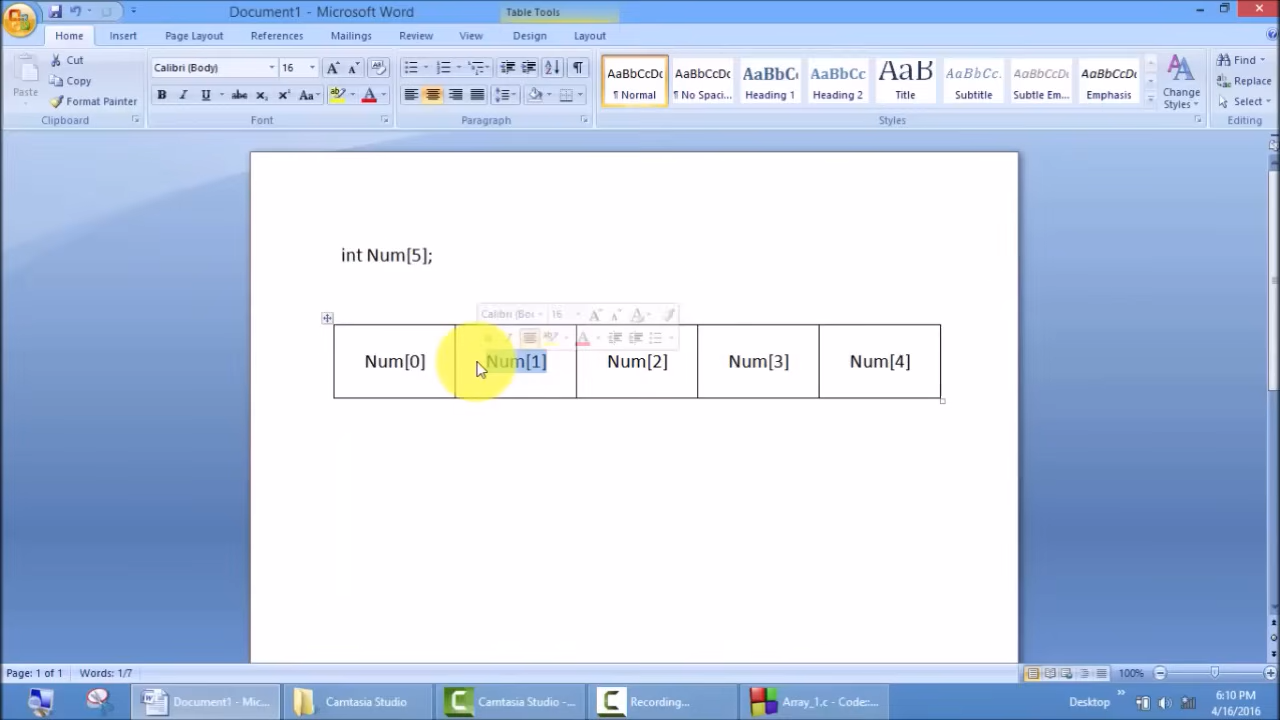 Document1 - Microsoft Word
Table Tools
Home Insert Page Layout References Mailings Review View Design Layout
Cut
Copy
Format Painter
Paste
Clipboard
Calibri (Body) 16
Font
Paragraph
AaBbCcDc AaBbCcDc AaBbC AaBbCc AaB AaBbCc. AaBbCcDc AaBbCcDc
¶ Normal ¶ No Spaci... Heading 1 Heading 2 Title Subtitle Subtle Em... Emphasis
Change
Styles
Styles
Find
Replace
Select
Editing
int Num[5];
Calibri (Bo 16
Num[0] Num[1] Num[2] Num[3] Num[4]
Page: 1 of 1 Words: 1/7
100%
Document1 - Mic... Camtasia Studio Camtasia Studio -... Recording... Array_1.c - Code::... Desktop
6:10 PM
4/16/2016